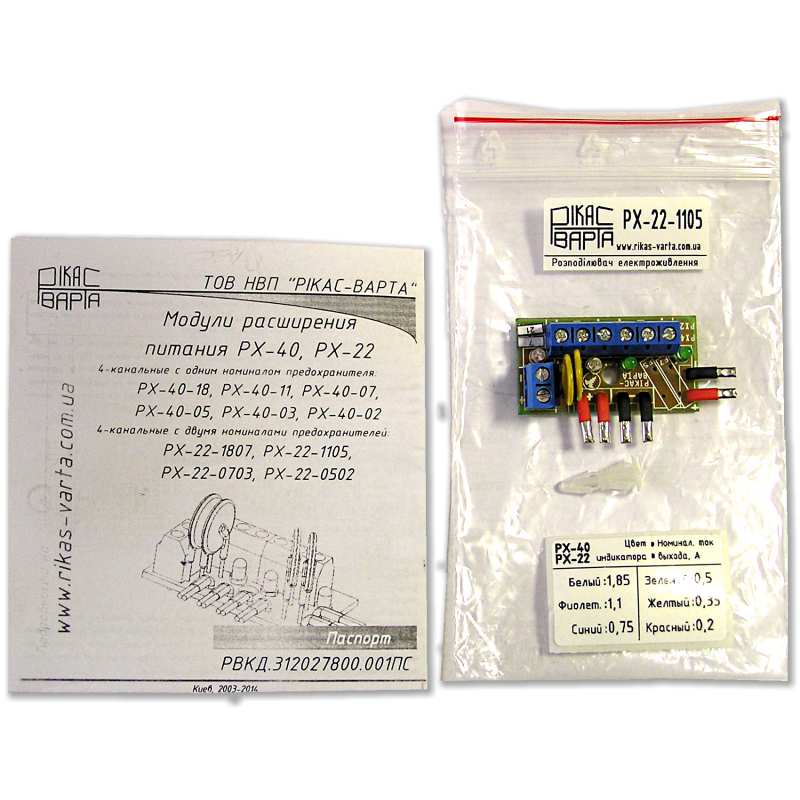 РІКАС
ВАРТА
ТОВ НВП "РІКАС-ВАРТА"
Модули расширения
питания РХ-40, РХ-22
4-канальные с одним номиналом предохранителя:
РХ-40-18, РХ-40-11, РХ-40-07,
РХ-40-05, РХ-40-03, РХ-40-02
4-канальные с двумя номиналами предохранителей:
РХ-22-1807, РХ-22-1105,
РХ-22-0703, РХ-22-0502
www.rikas-varta.com.ua
Паспорт
РВКД.312027800.001ПС
Киев, 2003-2014
РІКАС
ВАРТА
РХ-22-1105
www.rikas-varta.com.ua
Розподілювач електроживлення
21
РІКАС
ВАРТА
РХ-40
РХ-22
Цвет Номинал. ток
индикатора выхода, А
Белый:1,85
0,5
Фиолет.:1,1
Желтый:0,35
Синий:0,75
Красный:0,2